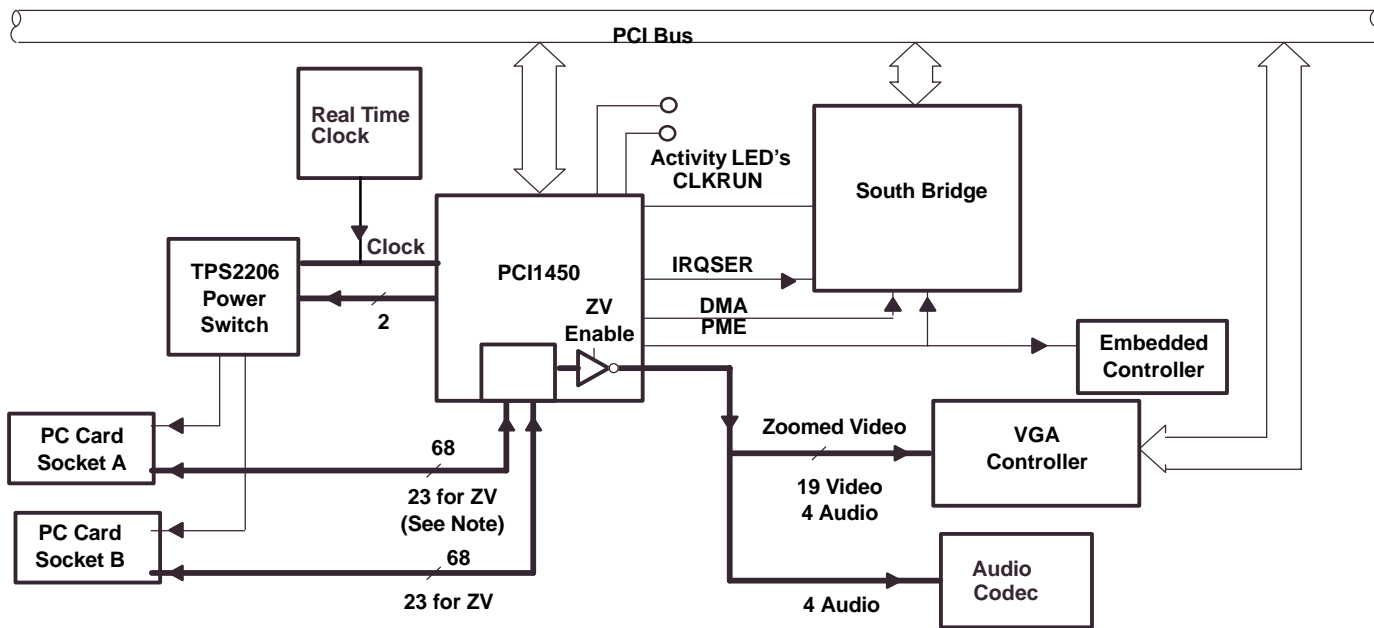 PCI Bus
Real Time
Clock
Activity LED's
CLKRUN
South Bridge
Clock
TPS2206
Power
Switch
2
PCI1450
IRQSER
DMA
PME
ZV
Enable
Embedded
Controller
PC Card
Socket A
68
23 for ZV
(See Note)
Zoomed Video
19 Video
4 Audio
VGA
Controller
PC Card
Socket B
68
23 for ZV
4 Audio
Audio
Codec